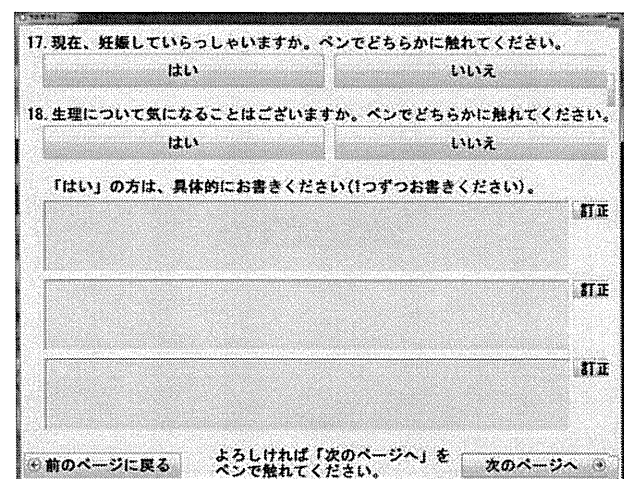 17. 現在、妊娠していらっしゃいますか。ペンでどちらかに触れてください。
はい いいえ
18. 生理について気になることはございますか。ペンでどちらかに触れてください。
はい いいえ
「はい」の方は、具体的にお書きください(1つずつお書きください)。
訂正
訂正
訂正
前のページに戻る
よろしければ「次のページへ」を
ペンで触れてください。
次のページへ